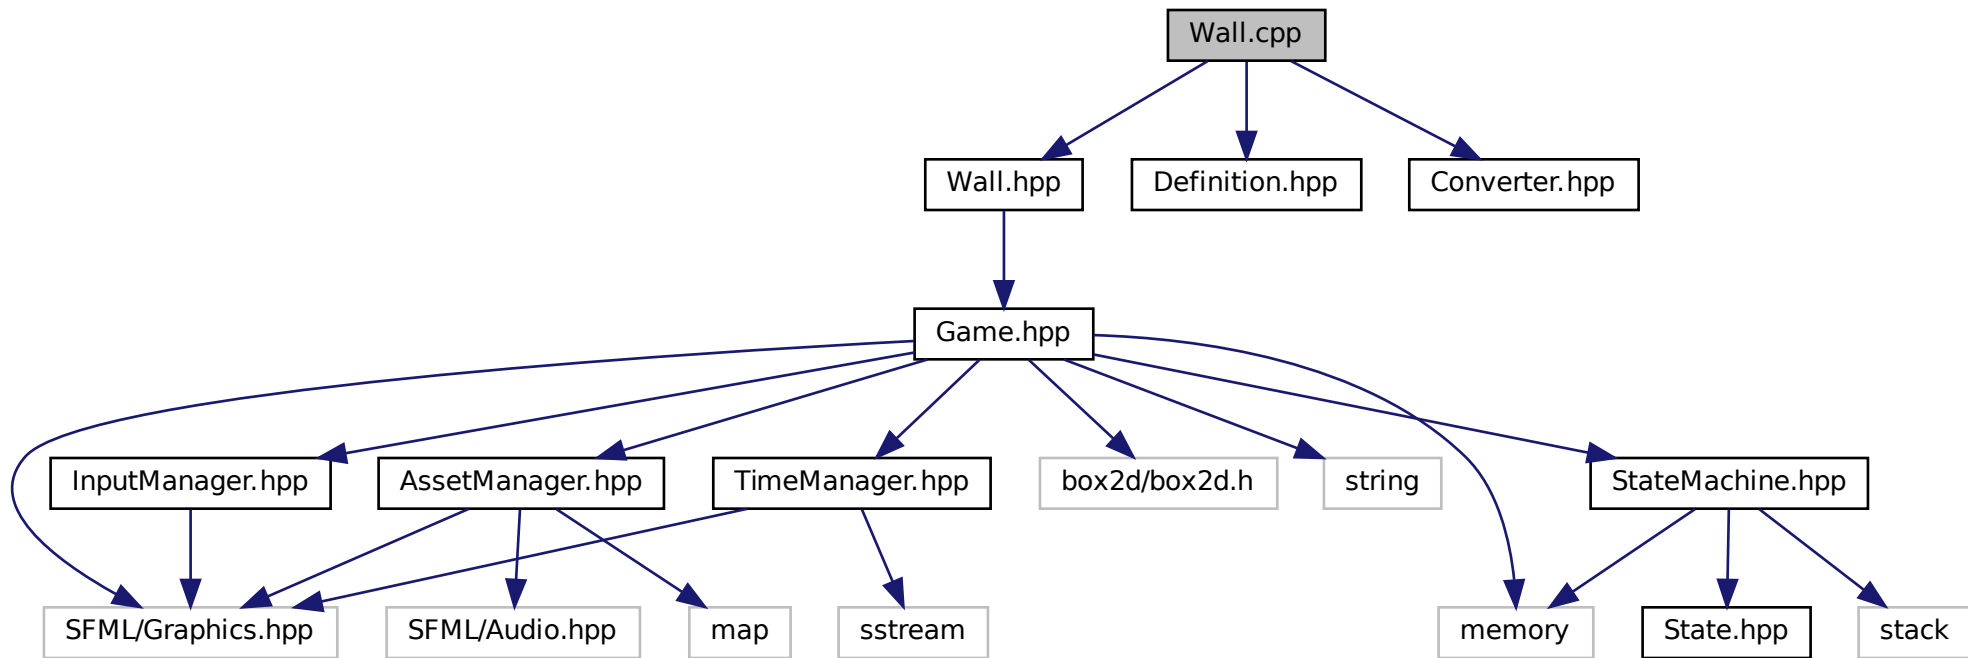 Wall.cpp
Wall.hpp
Definition.hpp
Converter.hpp
Game.hpp
InputManager.hpp
AssetManager.hpp
TimeManager.hpp
box2d/box2d.h
string
StateMachine.hpp
SFML/Graphics.hpp
SFML/Audio.hpp
map
sstream
memory
State.hpp
stack